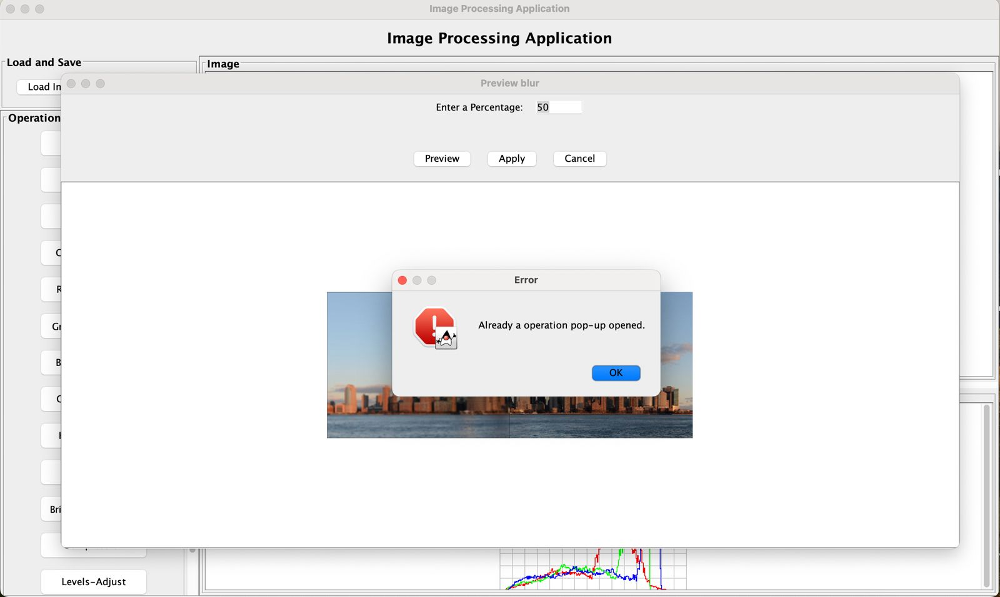 Image Processing Application
Image Processing Application
Load and Save
Image
Load In
Preview blur
Enter a Percentage: 50
Operation
Preview Apply Cancel
Error
Already a operation pop-up opened.
OK
C
R
Gr
B
C
Bri
Levels-Adjust